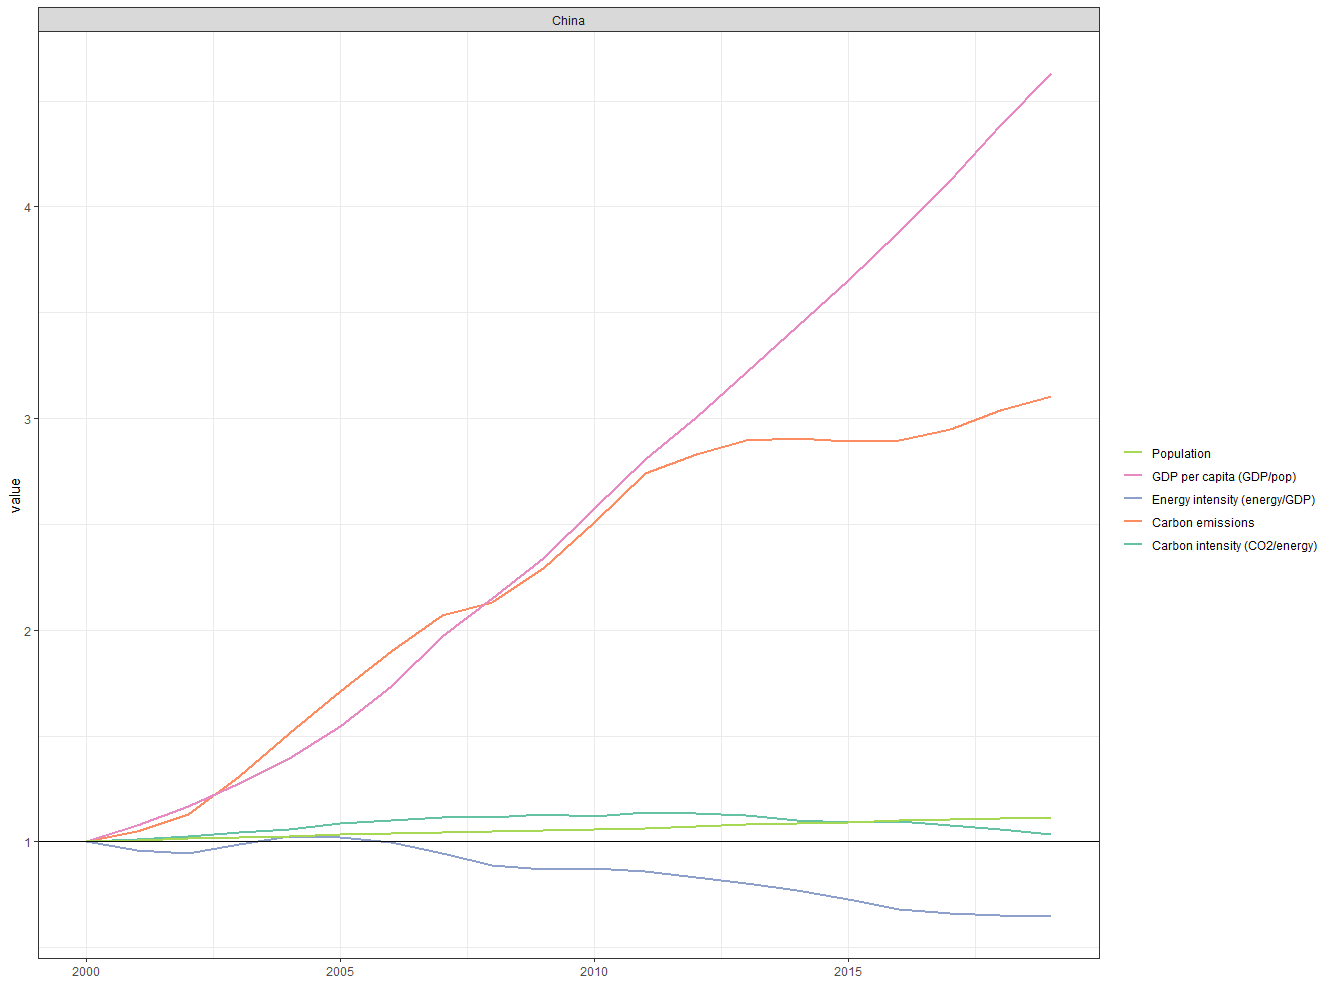 China
4
3
2
1
value
2000
2005
2010
2015
Population
GDP per capita (GDP/pop)
Energy intensity (energy/GDP)
Carbon emissions
Carbon intensity (CO2/energy)